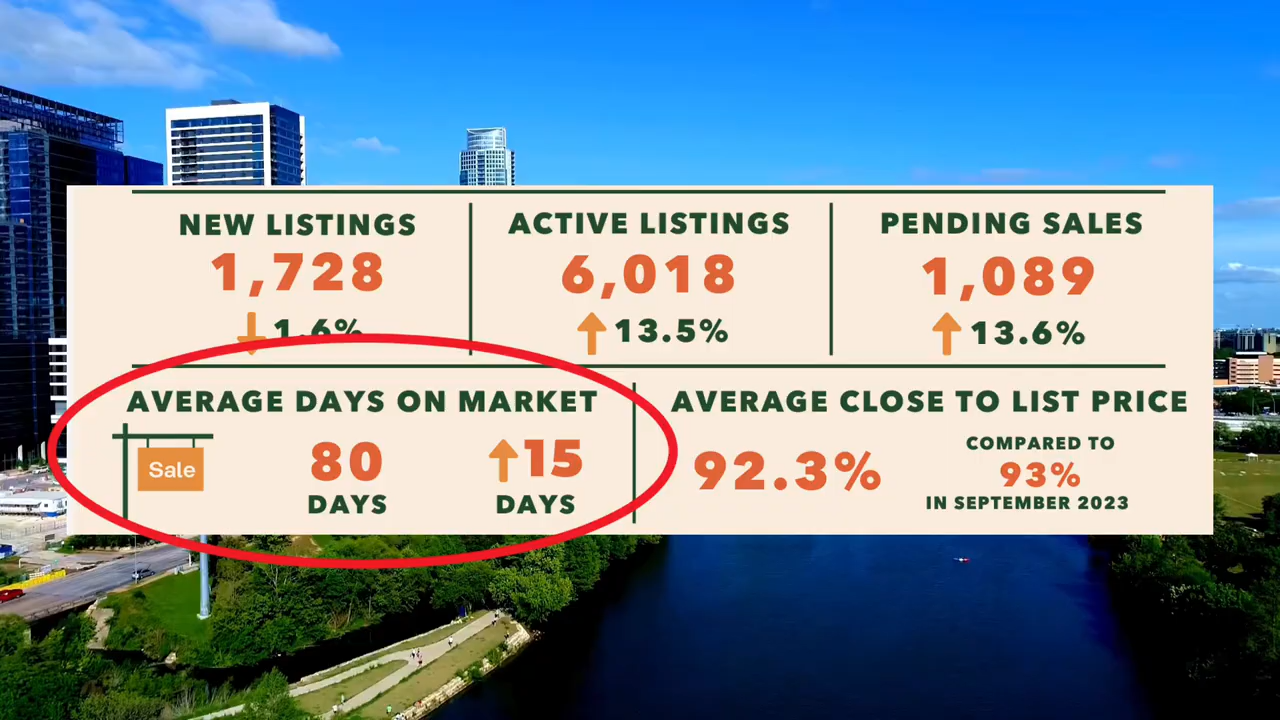 NEW LISTINGS
1,728
1.6%
ACTIVE LISTINGS
6,018
13.5%
PENDING SALES
1,089
13.6%
AVERAGE DAYS ON MARKET
Sale
80
DAYS
15
DAYS
AVERAGE CLOSE TO LIST PRICE
92.3%
COMPARED TO
93%
IN SEPTEMBER 2023